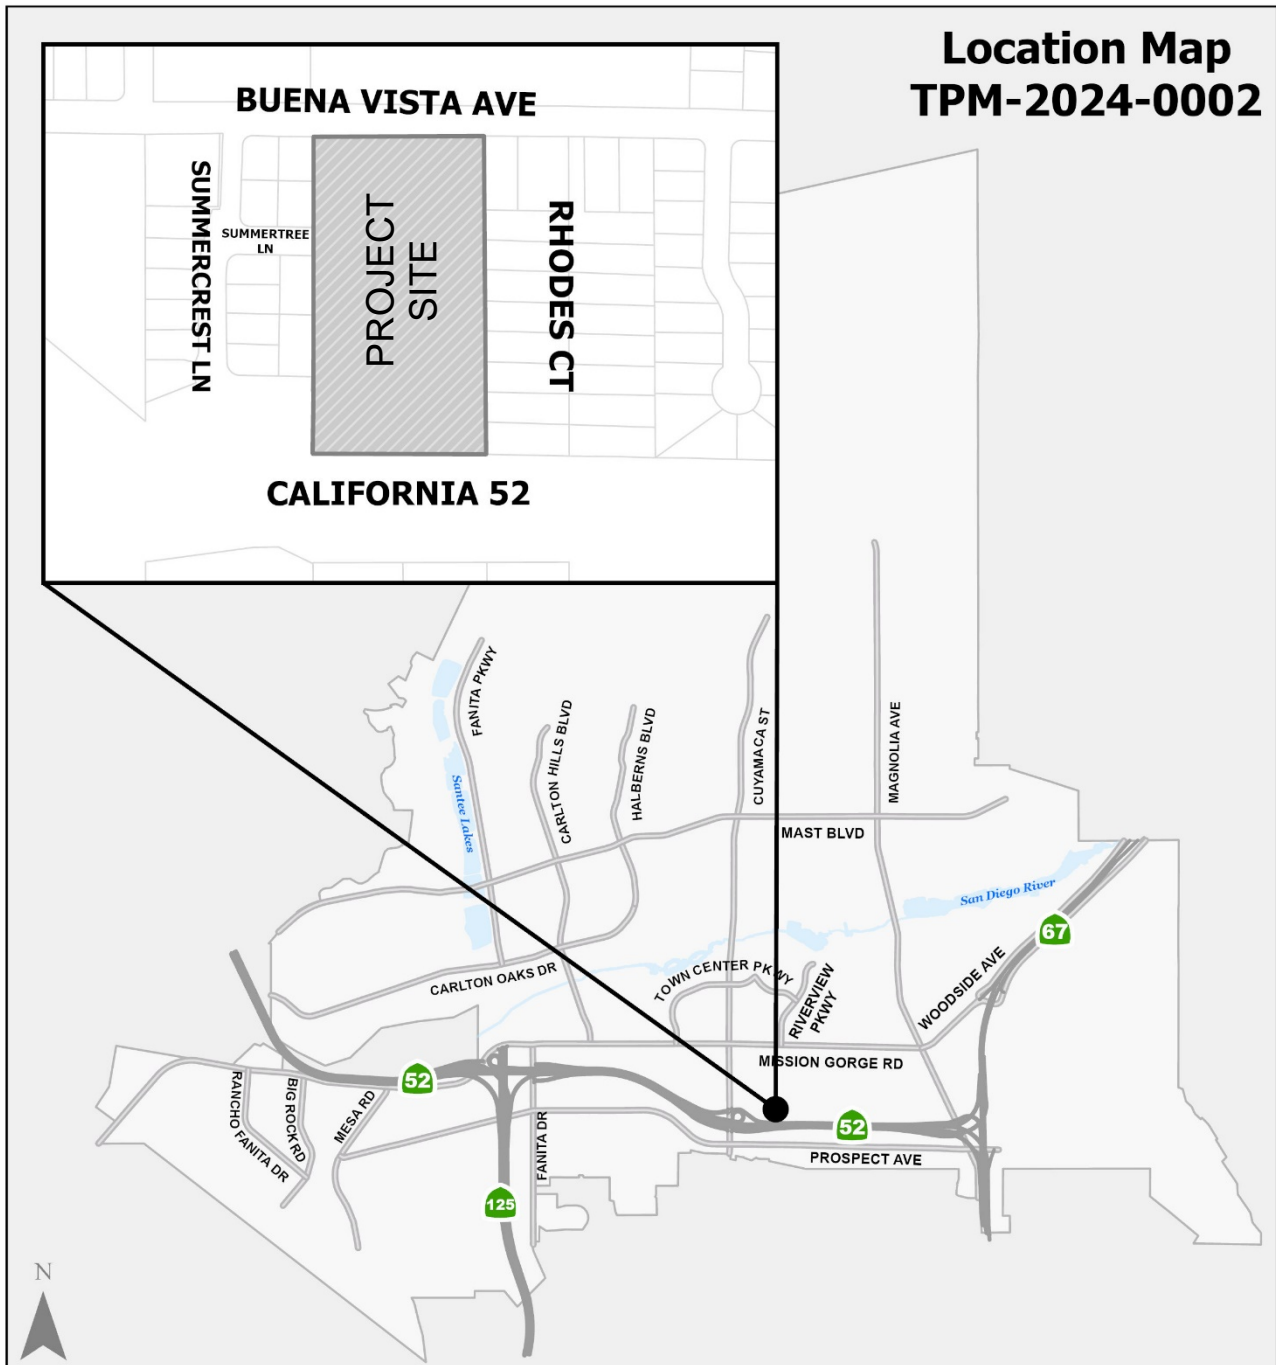 Location Map
TPM-2024-0002
BUENA VISTA AVE
SUMMERCREST LN
SUMMERTREE
LN
PROJECT
SITE
RHODES CT
CALIFORNIA 52
FANITA PKWY
Santee Lakes
CARLTON HILLS BLVD
HALBERNS BLVD
CUYAMACA ST
MAGNOLIA AVE
MAST BLVD
San Diego River
67
WOODSIDE AVE
CARLTON OAKS DR
TOWN CENTER PKWY
RIVERVIEW
PKWY
MISSION GORGE RD
52
RANCHO FANITA DR
BIG ROCK RD
MESA RD
FANITA DR
52
PROSPECT AVE
125
N